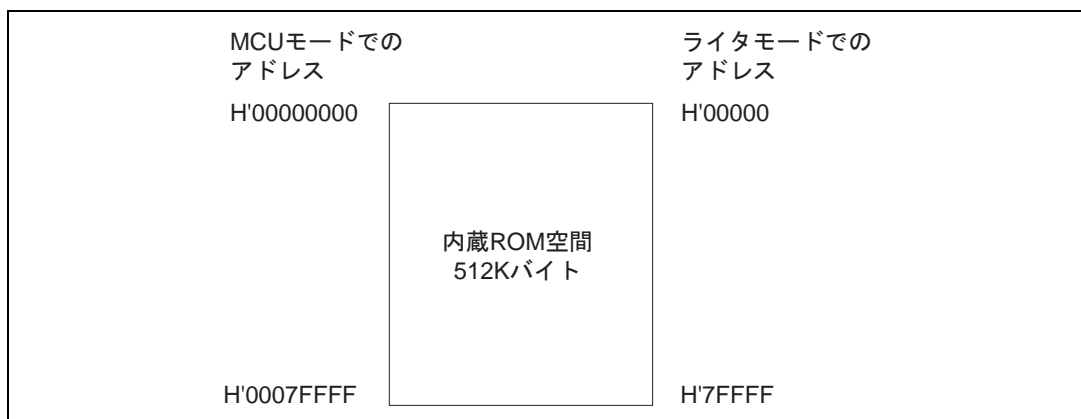 MCUモードでの
アドレス
ライタモードでの
アドレス
H'00000000
H'00000
内蔵ROM空間
512Kバイト
H'0007FFFF
H'7FFFF